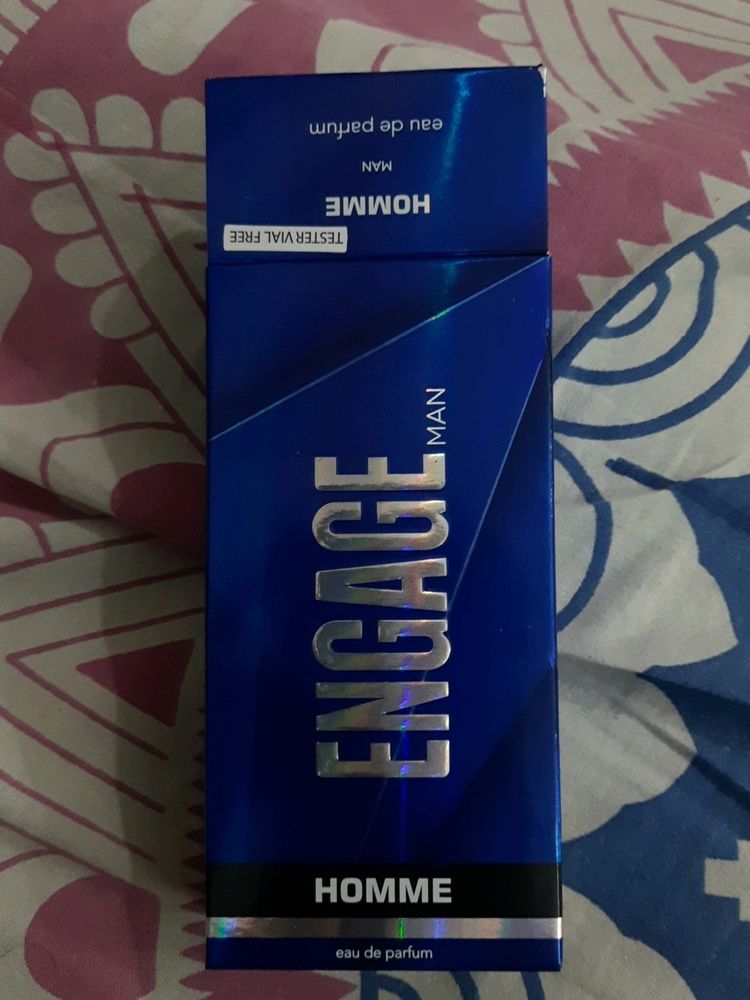 eau de parfum
MAN
HOMME
TESTER VIAL FREE
ENGAGE
MAN
HOMME
eau de parfum